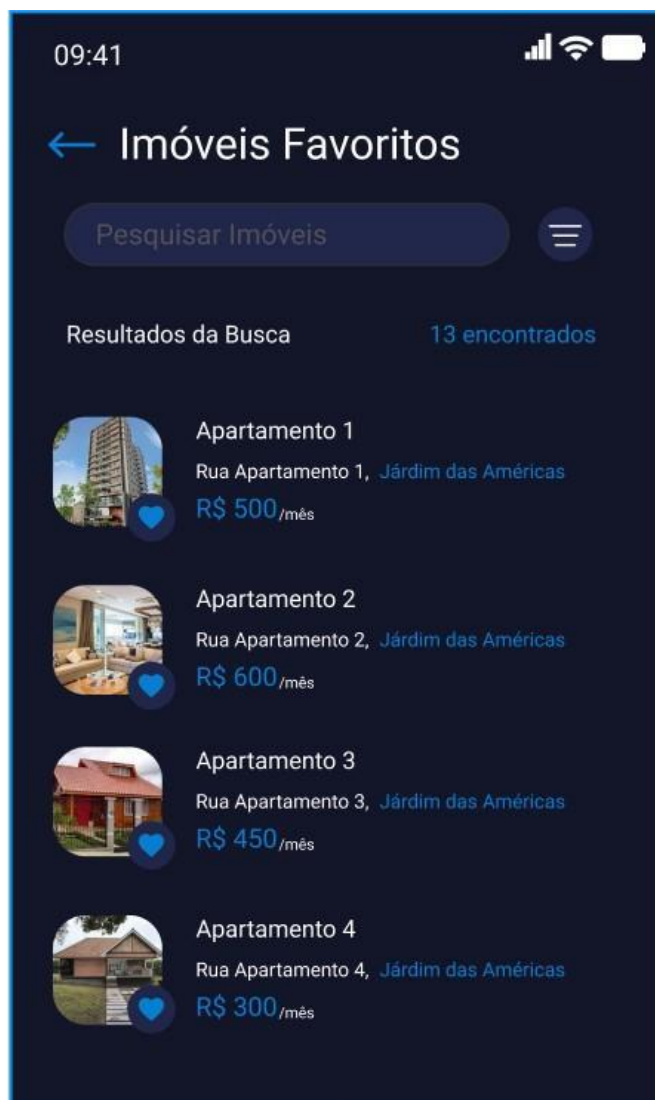 09:41
Imóveis Favoritos
Pesquisar Imóveis
Resultados da Busca 13 encontrados
Apartamento 1
Rua Apartamento 1, Járdim das Américas
R$ 500/mês
Apartamento 2
Rua Apartamento 2, Járdim das Américas
R$ 600/mês
Apartamento 3
Rua Apartamento 3, Járdim das Américas
R$ 450/mês
Apartamento 4
Rua Apartamento 4, Járdim das Américas
R$ 300/mês